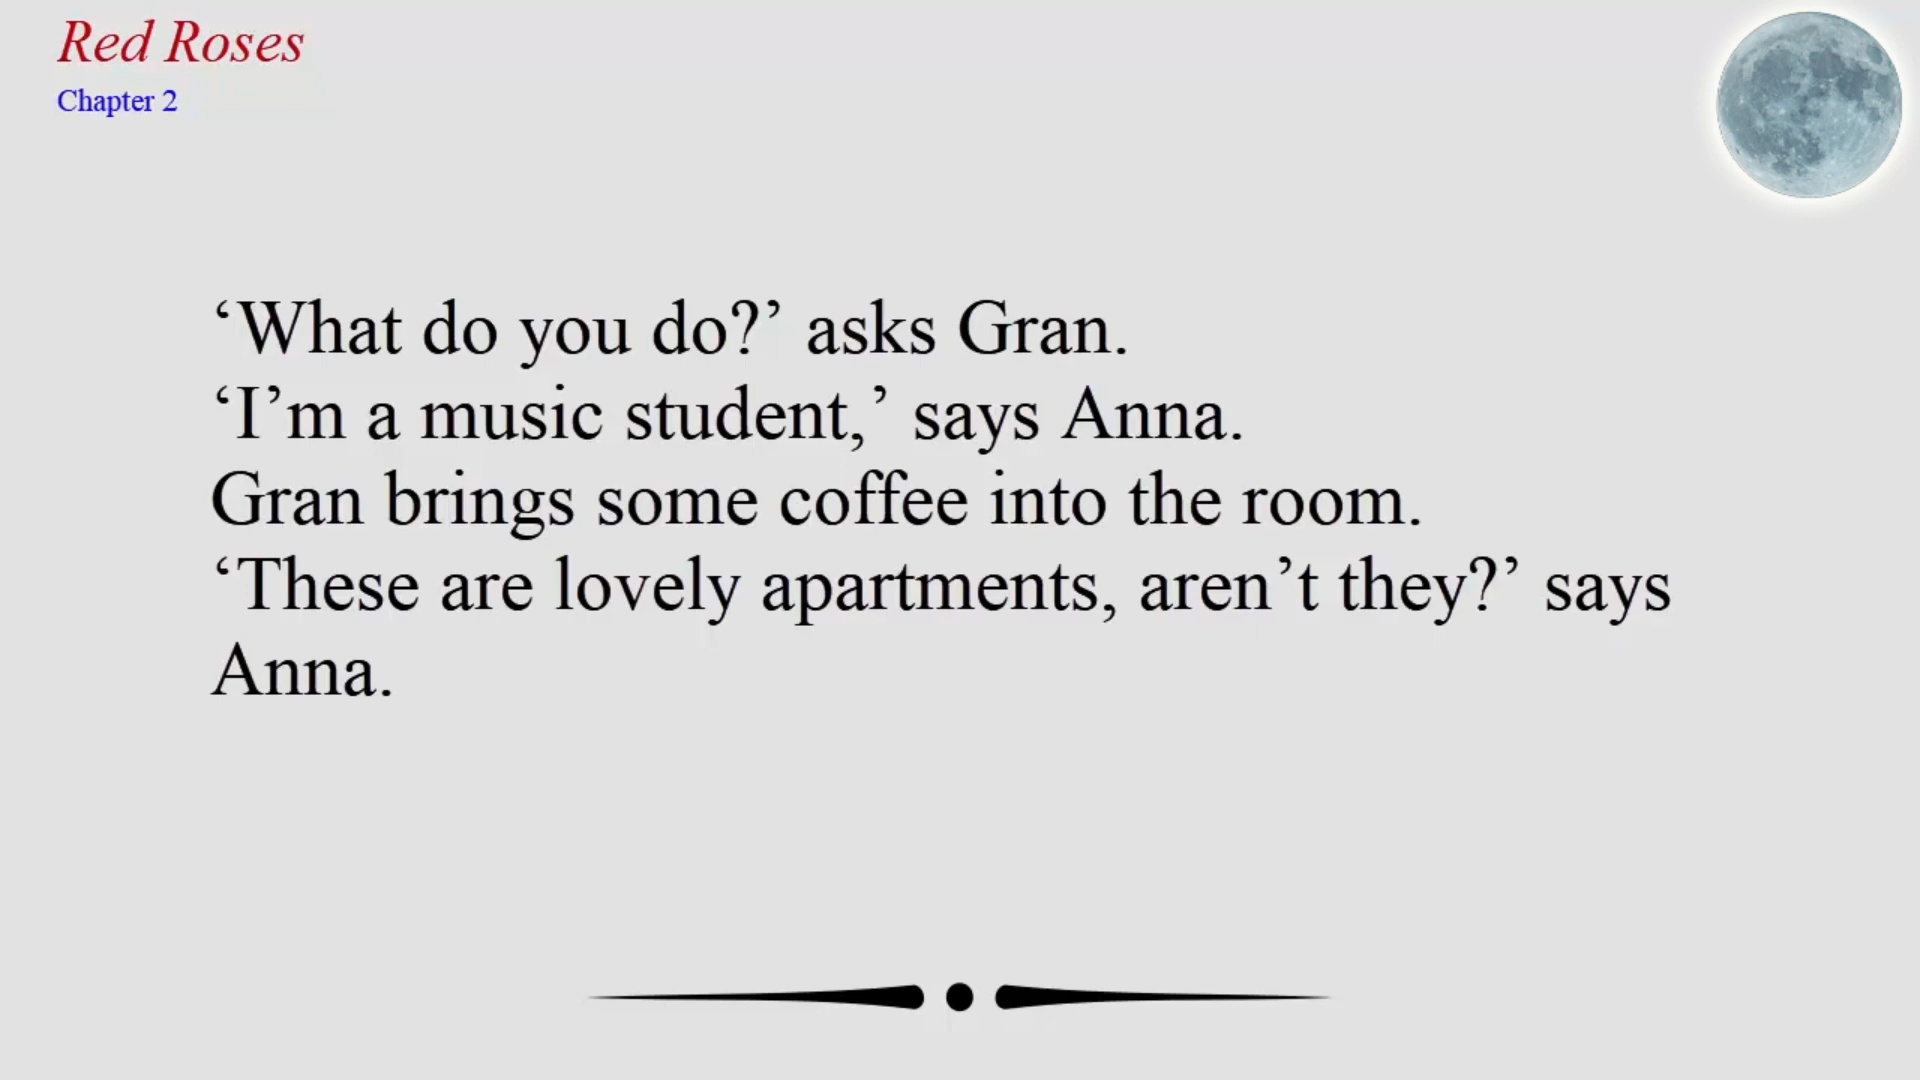 Red Roses
Chapter 2
‘What do you do?’ asks Gran.
‘I’m a music student,’ says Anna.
Gran brings some coffee into the room.
‘These are lovely apartments, aren’t they?’ says
Anna.